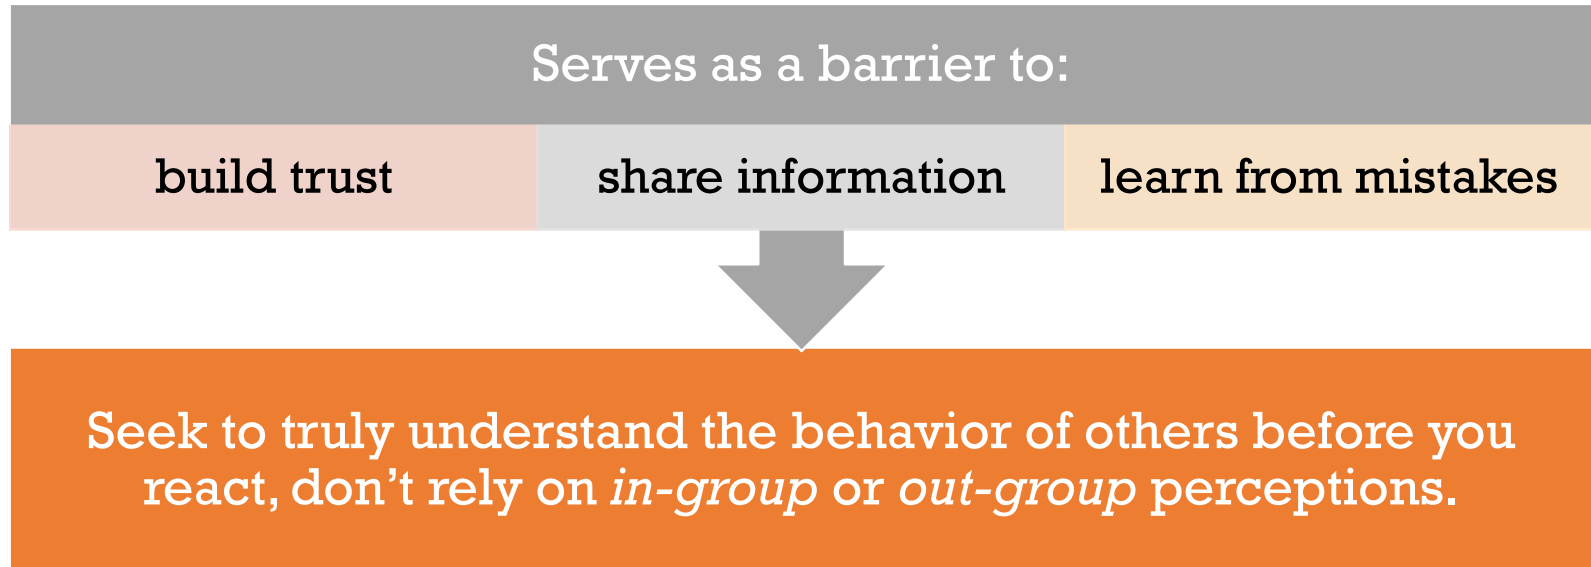 Serves as a barrier to:
build trust
share information
learn from mistakes
Seek to truly understand the behavior of others before you
react, don’t rely on in-group or out-group perceptions.